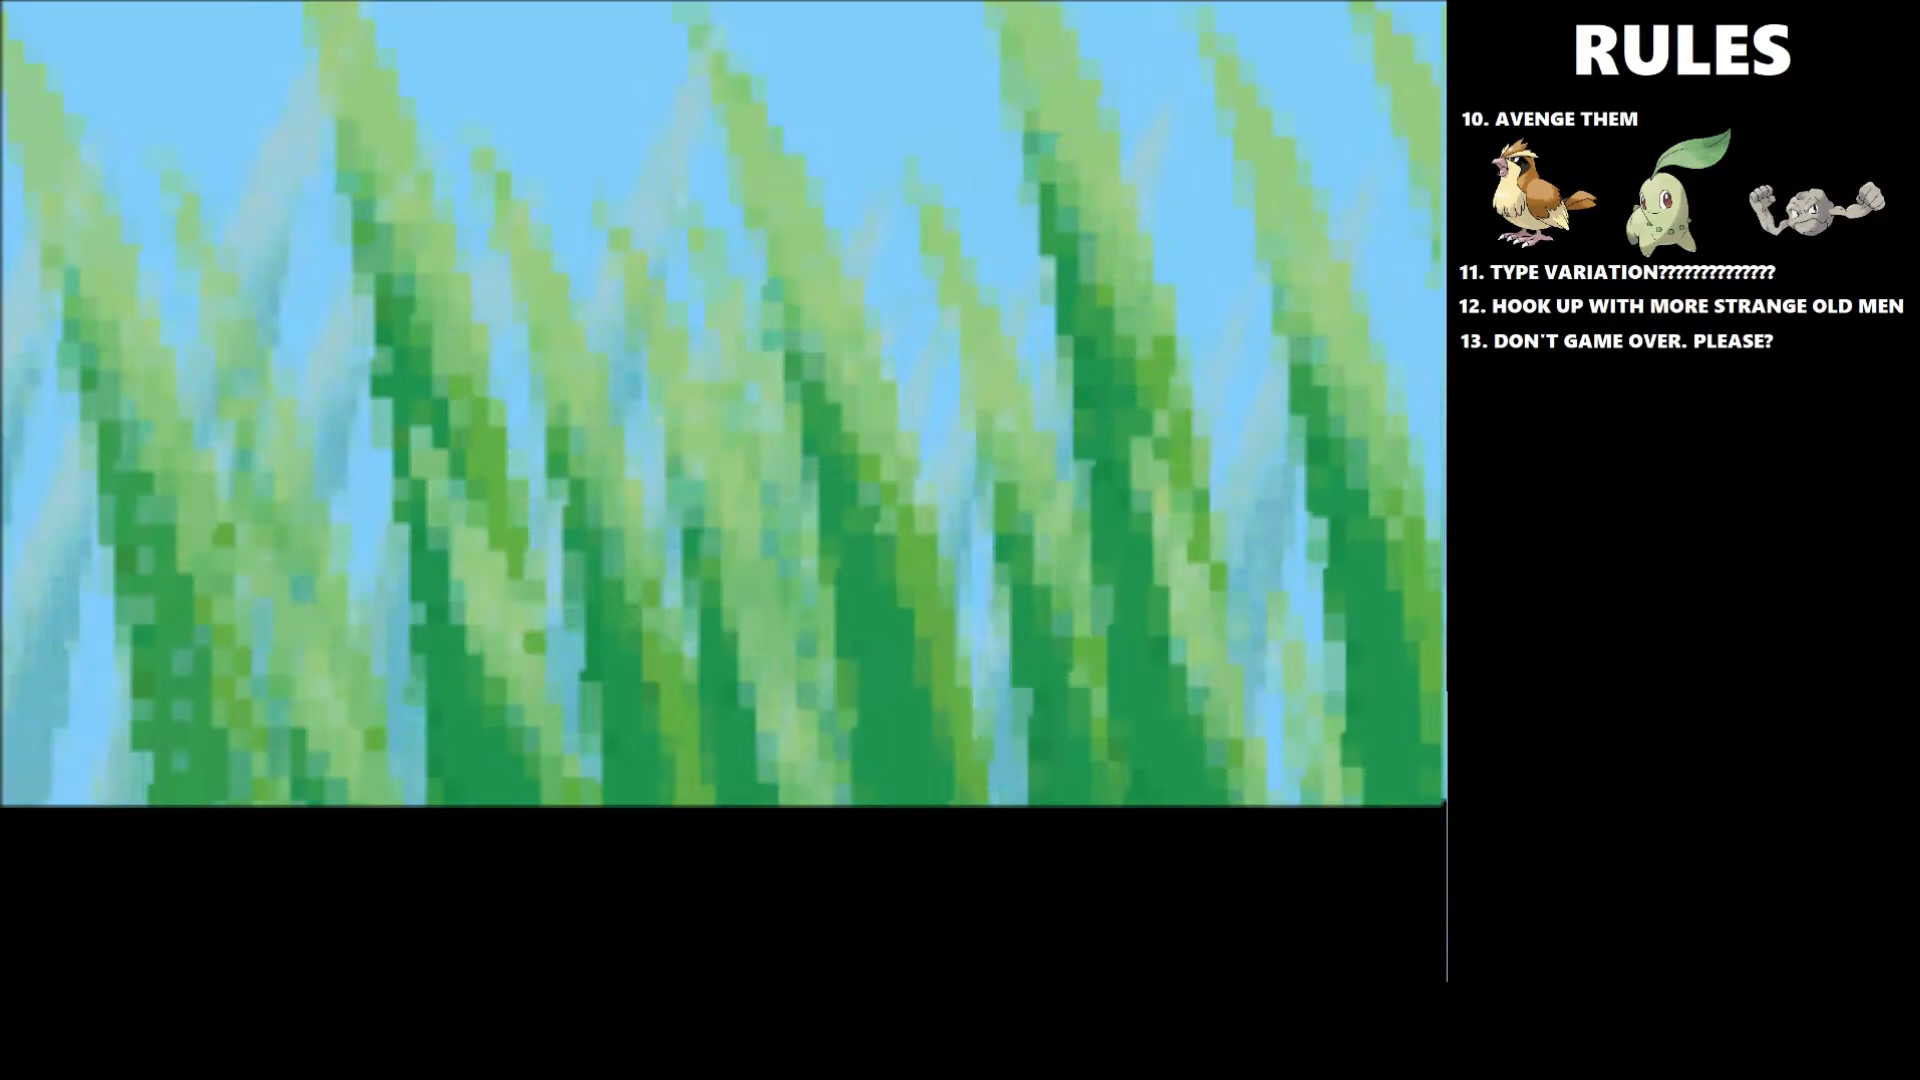 RULES
10. AVENGE THEM
11. TYPE VARIATION??????????????
12. HOOK UP WITH MORE STRANGE OLD MEN
13. DON'T GAME OVER. PLEASE?